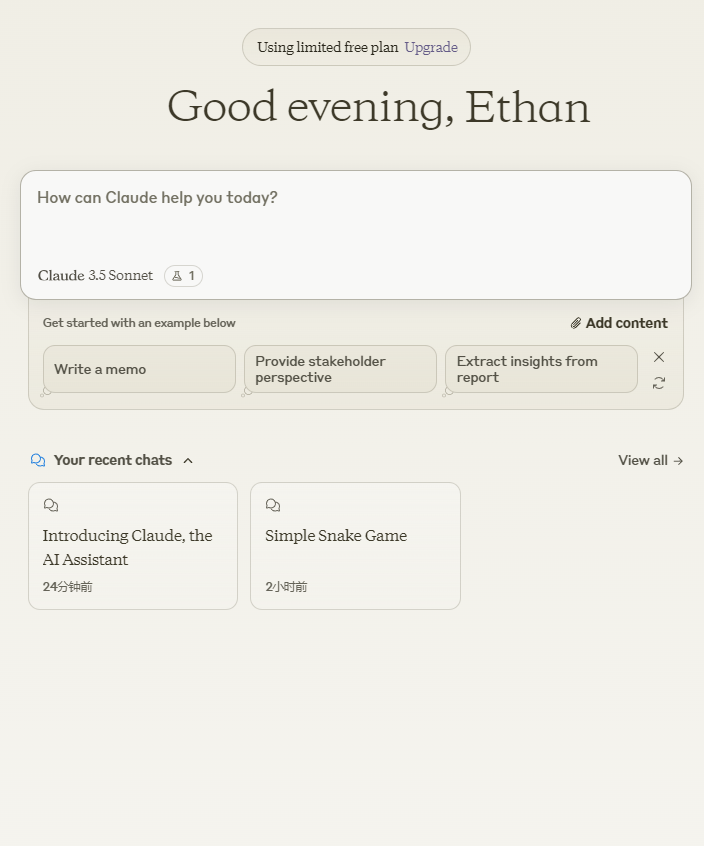 Using limited free plan Upgrade
Good evening, Ethan
How can Claude help you today?
Claude 3.5 Sonnet 1
Get started with an example below
Add content
Write a memo
Provide stakeholder
perspective
Extract insights from
report
Your recent chats
View all →
Introducing Claude, the
AI Assistant
24分钟前
Simple Snake Game
2小时前